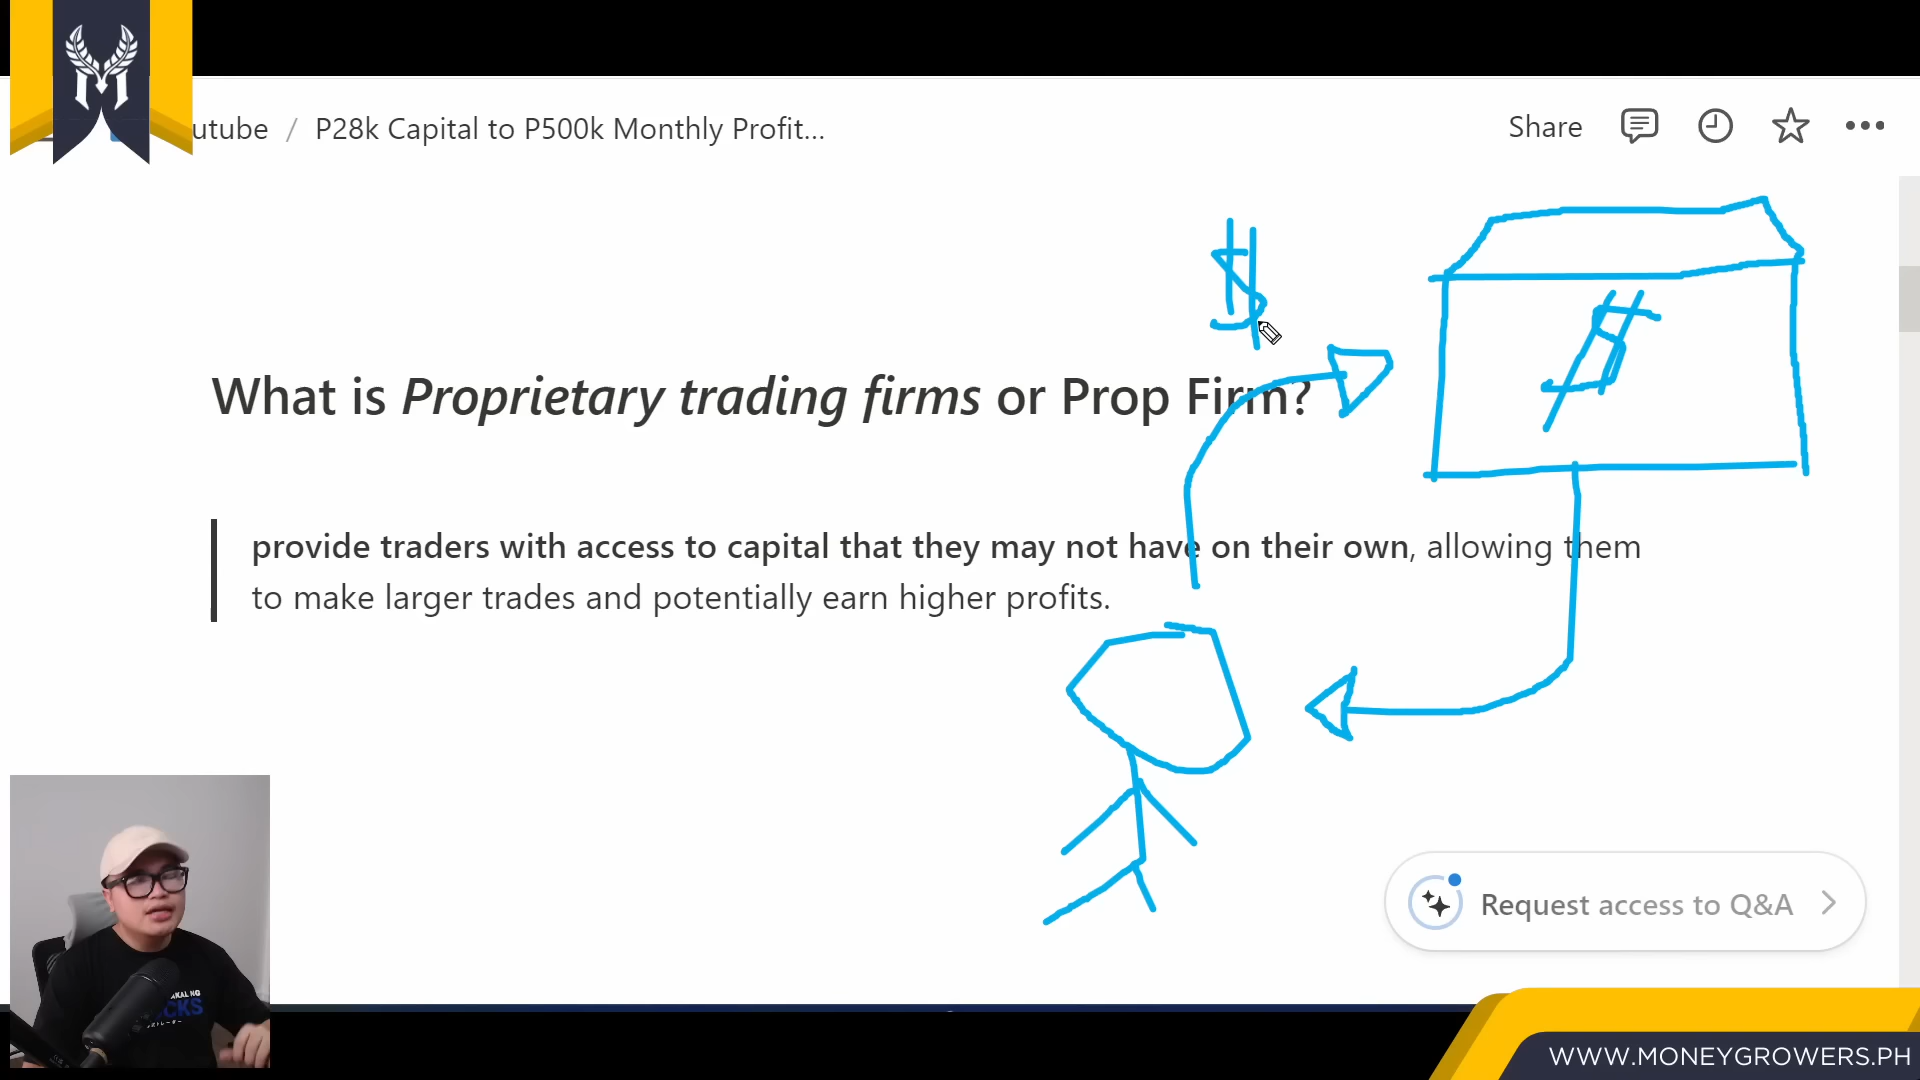 utube / P28k Capital to P500k Monthly Profit...
Share
$
$
What is Proprietary trading firms or Prop Firm?
provide traders with access to capital that they may not have on their own, allowing them
to make larger trades and potentially earn higher profits.
Request access to Q&A
WWW.MONEYGROWERS.PH